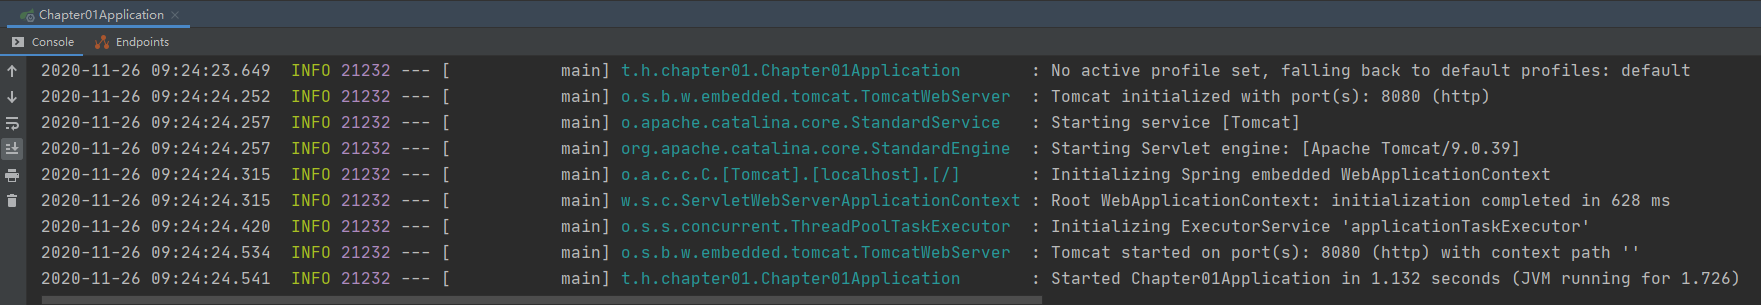 Chapter01Application
Console Endpoints
2020-11-26 09:24:23.649  INFO 21232 --- [           main] t.h.chapter01.Chapter01Application       : No active profile set, falling back to default profiles: default
2020-11-26 09:24:24.252  INFO 21232 --- [           main] o.s.b.w.embedded.tomcat.TomcatWebServer  : Tomcat initialized with port(s): 8080 (http)
2020-11-26 09:24:24.257  INFO 21232 --- [           main] o.apache.catalina.core.StandardService   : Starting service [Tomcat]
2020-11-26 09:24:24.257  INFO 21232 --- [           main] org.apache.catalina.core.StandardEngine  : Starting Servlet engine: [Apache Tomcat/9.0.39]
2020-11-26 09:24:24.315  INFO 21232 --- [           main] o.a.c.c.C.[Tomcat].[localhost].[/]       : Initializing Spring embedded WebApplicationContext
2020-11-26 09:24:24.315  INFO 21232 --- [           main] w.s.c.ServletWebServerApplicationContext : Root WebApplicationContext: initialization completed in 628 ms
2020-11-26 09:24:24.420  INFO 21232 --- [           main] o.s.s.concurrent.ThreadPoolTaskExecutor  : Initializing ExecutorService 'applicationTaskExecutor'
2020-11-26 09:24:24.534  INFO 21232 --- [           main] o.s.b.w.embedded.tomcat.TomcatWebServer  : Tomcat started on port(s): 8080 (http) with context path ''
2020-11-26 09:24:24.541  INFO 21232 --- [           main] t.h.chapter01.Chapter01Application       : Started Chapter01Application in 1.132 seconds (JVM running for 1.726)